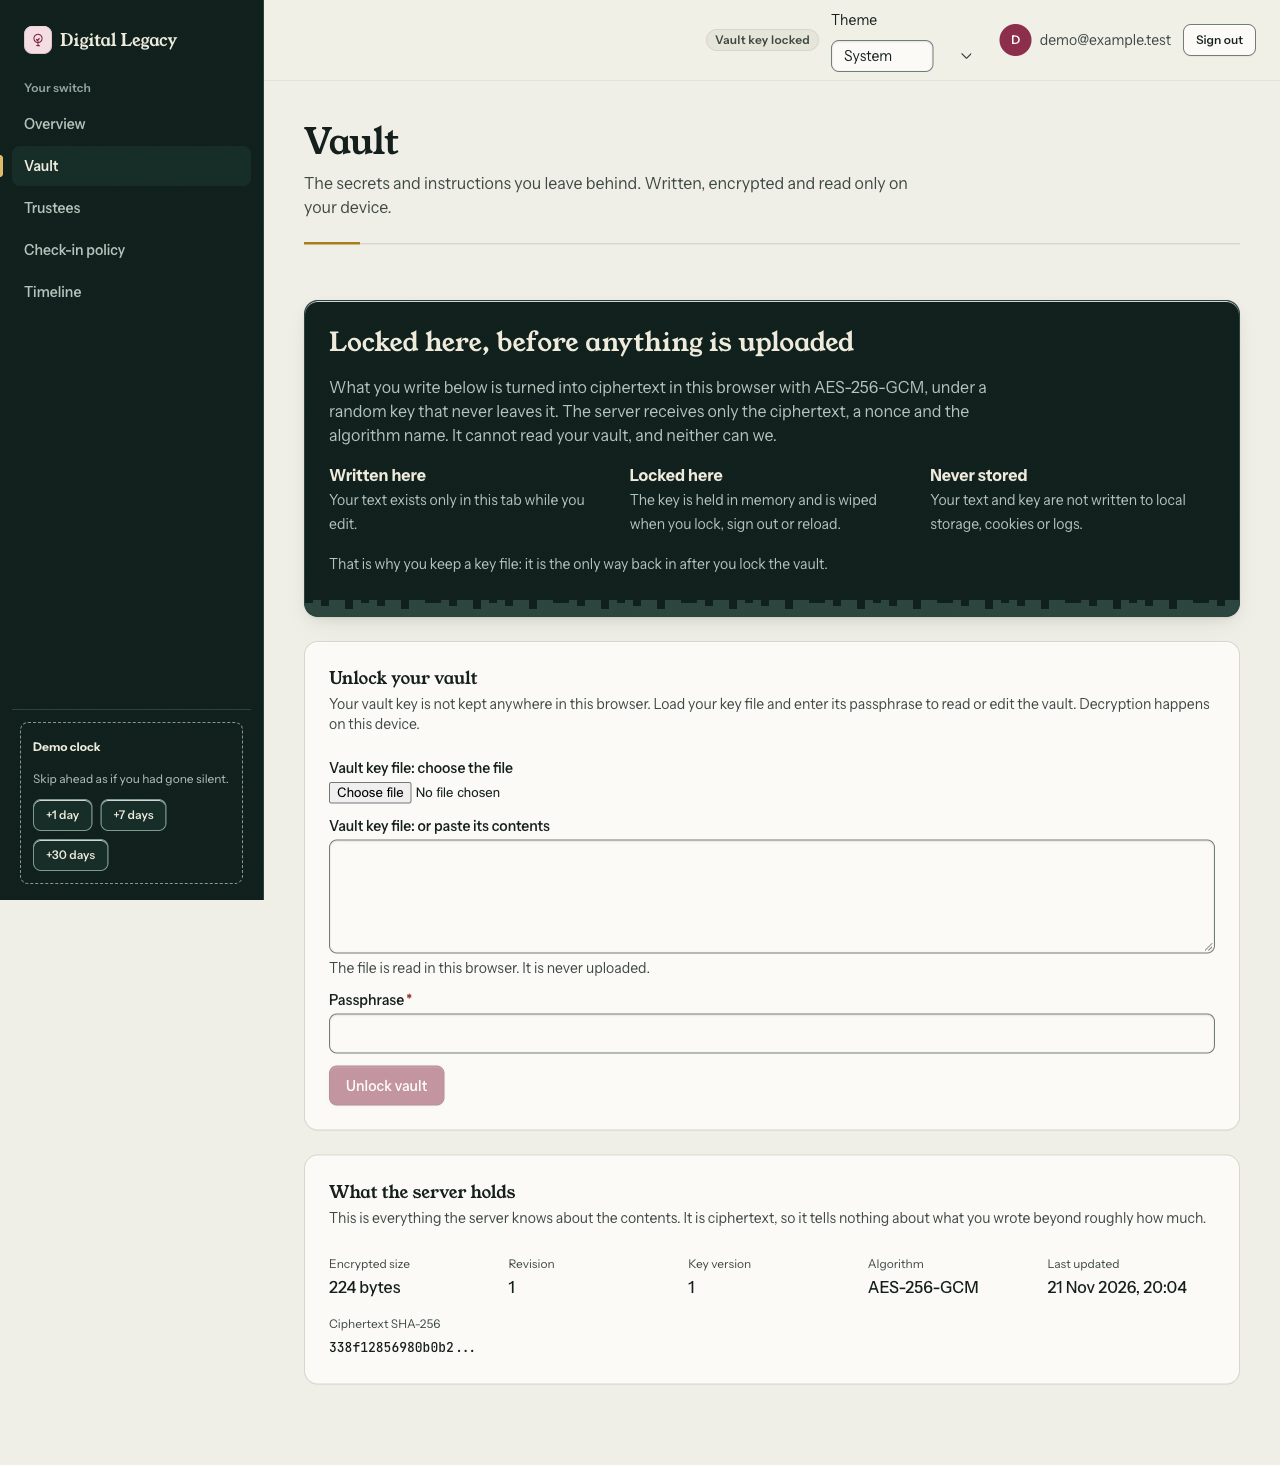 Digital Legacy
Your switch
Overview
Vault
Trustees
Check-in policy
Timeline
Demo clock
Skip ahead as if you had gone silent.
+1 day
+7 days
+30 days
Vault key locked
Theme
System
D
demo@example.test
Sign out
Vault
The secrets and instructions you leave behind. Written, encrypted and read only on
your device.
Locked here, before anything is uploaded
What you write below is turned into ciphertext in this browser with AES-256-GCM, under a
random key that never leaves it. The server receives only the ciphertext, a nonce and the
algorithm name. It cannot read your vault, and neither can we.
Written here
Your text exists only in this tab while you
edit.
Locked here
The key is held in memory and is wiped
when you lock, sign out or reload.
Never stored
Your text and key are not written to local
storage, cookies or logs.
That is why you keep a key file: it is the only way back in after you lock the vault.
Unlock your vault
Your vault key is not kept anywhere in this browser. Load your key file and enter its passphrase to read or edit the vault. Decryption happens
on this device.
Vault key file: choose the file
Choose file No file chosen
Vault key file: or paste its contents
The file is read in this browser. It is never uploaded.
Passphrase *
Unlock vault
What the server holds
This is everything the server knows about the contents. It is ciphertext, so it tells nothing about what you wrote beyond roughly how much.
Encrypted size
224 bytes
Revision
1
Key version
1
Algorithm
AES-256-GCM
Last updated
21 Nov 2026, 20:04
Ciphertext SHA-256
338f12856980b0b2...